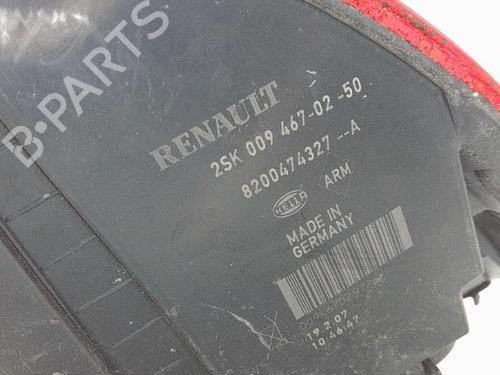 B-PARTS
RENAULT
2SK 009 467-02-50
8200474327--A
HELLA
ARM
MADE IN
GERMANY
19.2.07
10:46:47